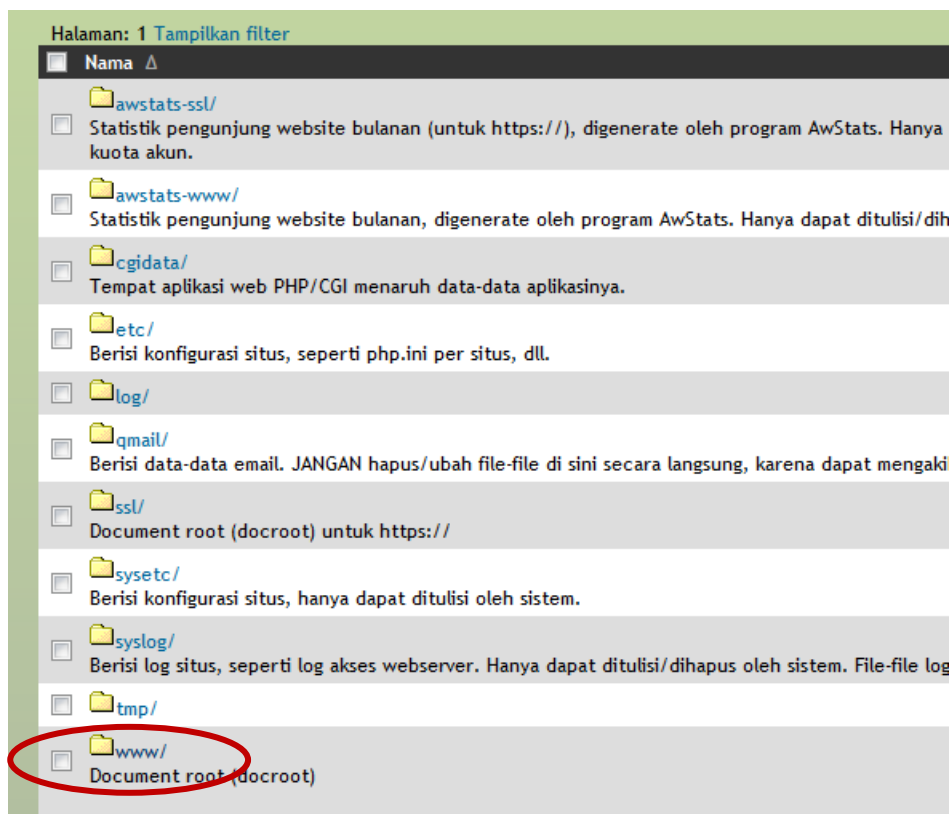 Halaman: 1 Tampilkan filter
Nama Δ
awstats-ssl/
Statistik pengunjung website bulanan (untuk https://), digenerate oleh program AwStats. Hanya
kuota akun.
awstats-www/
Statistik pengunjung website bulanan, digenerate oleh program AwStats. Hanya dapat ditulisi/dih
cgidata/
Tempat aplikasi web PHP/CGI menaruh data-data aplikasinya.
etc/
Berisi konfigurasi situs, seperti php.ini per situs, dll.
log/
qmail/
Berisi data-data email. JANGAN hapus/ubah file-file di sini secara langsung, karena dapat mengaki
ssl/
Document root (docroot) untuk https://
sysetc/
Berisi konfigurasi situs, hanya dapat ditulisi oleh sistem.
syslog/
Berisi log situs, seperti log akses webserver. Hanya dapat ditulisi/dihapus oleh sistem. File-file log
tmp/
www/
Document root (docroot)